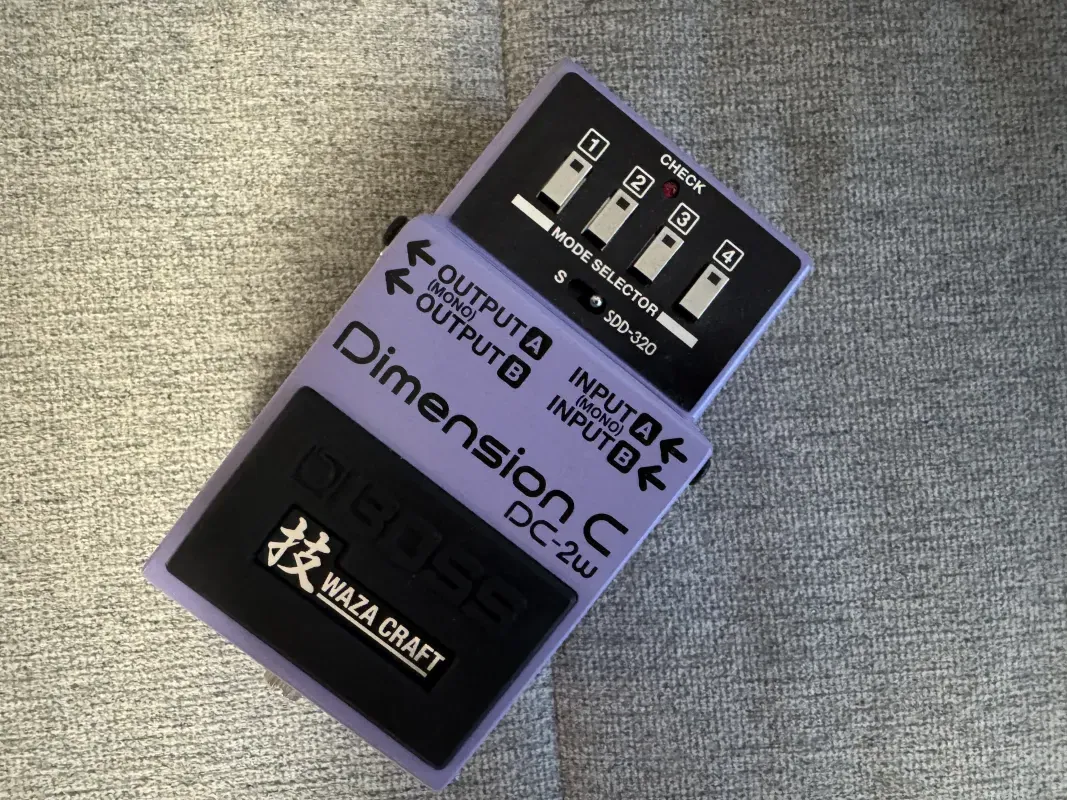 1
CHECK
2
3
4
MODE SELECTOR
S
SDD-320
OUTPUT A
(MONO)
OUTPUT B
INPUT A
(MONO)
INPUT B
Dimension C
DC-2w
BOSS
技 WAZA CRAFT